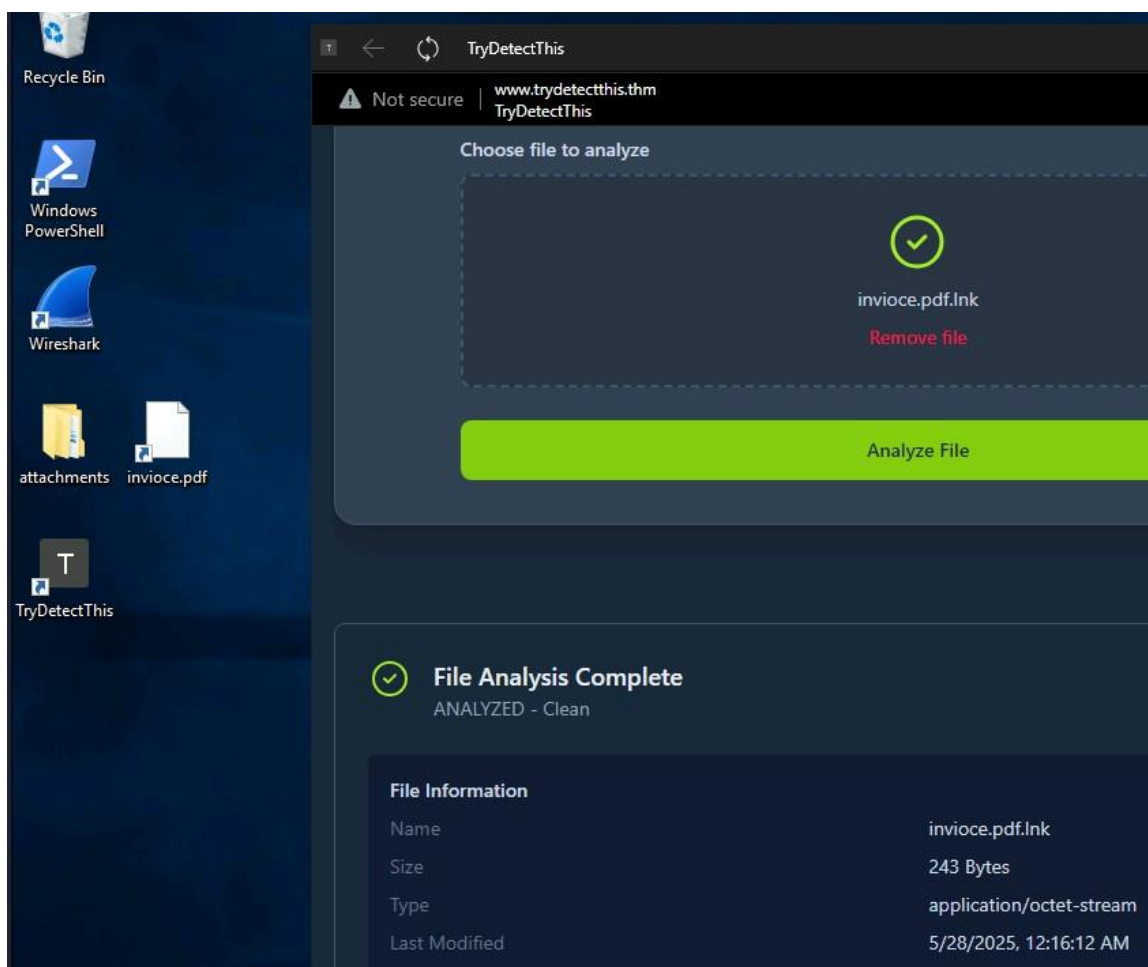 Recycle Bin
Windows
PowerShell
Wireshark
attachments
invioce.pdf
T
TryDetectThis
T
TryDetectThis
Not secure
www.trydetectthis.thm
TryDetectThis
Choose file to analyze
invioce.pdf.lnk
Remove file
Analyze File
File Analysis Complete
ANALYZED - Clean
File Information
Name invioce.pdf.lnk
Size 243 Bytes
Type application/octet-stream
Last Modified 5/28/2025, 12:16:12 AM